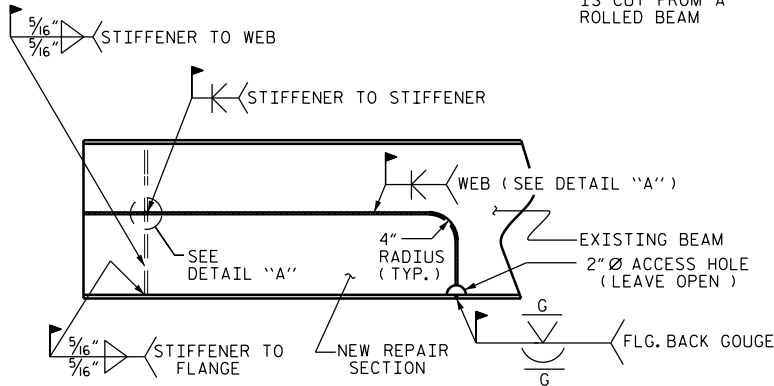 IS CUT FROM A
ROLLED BEAM
5/16"
5/16"
STIFFENER TO WEB
STIFFENER TO STIFFENER
WEB (SEE DETAIL “A”)
SEE
DETAIL “A”
4"
RADIUS
(TYP.)
EXISTING BEAM
2"Ø ACCESS HOLE
(LEAVE OPEN)
5/16"
5/16"
STIFFENER TO
FLANGE
NEW REPAIR
SECTION
G
G
FLG. BACK GOUGE